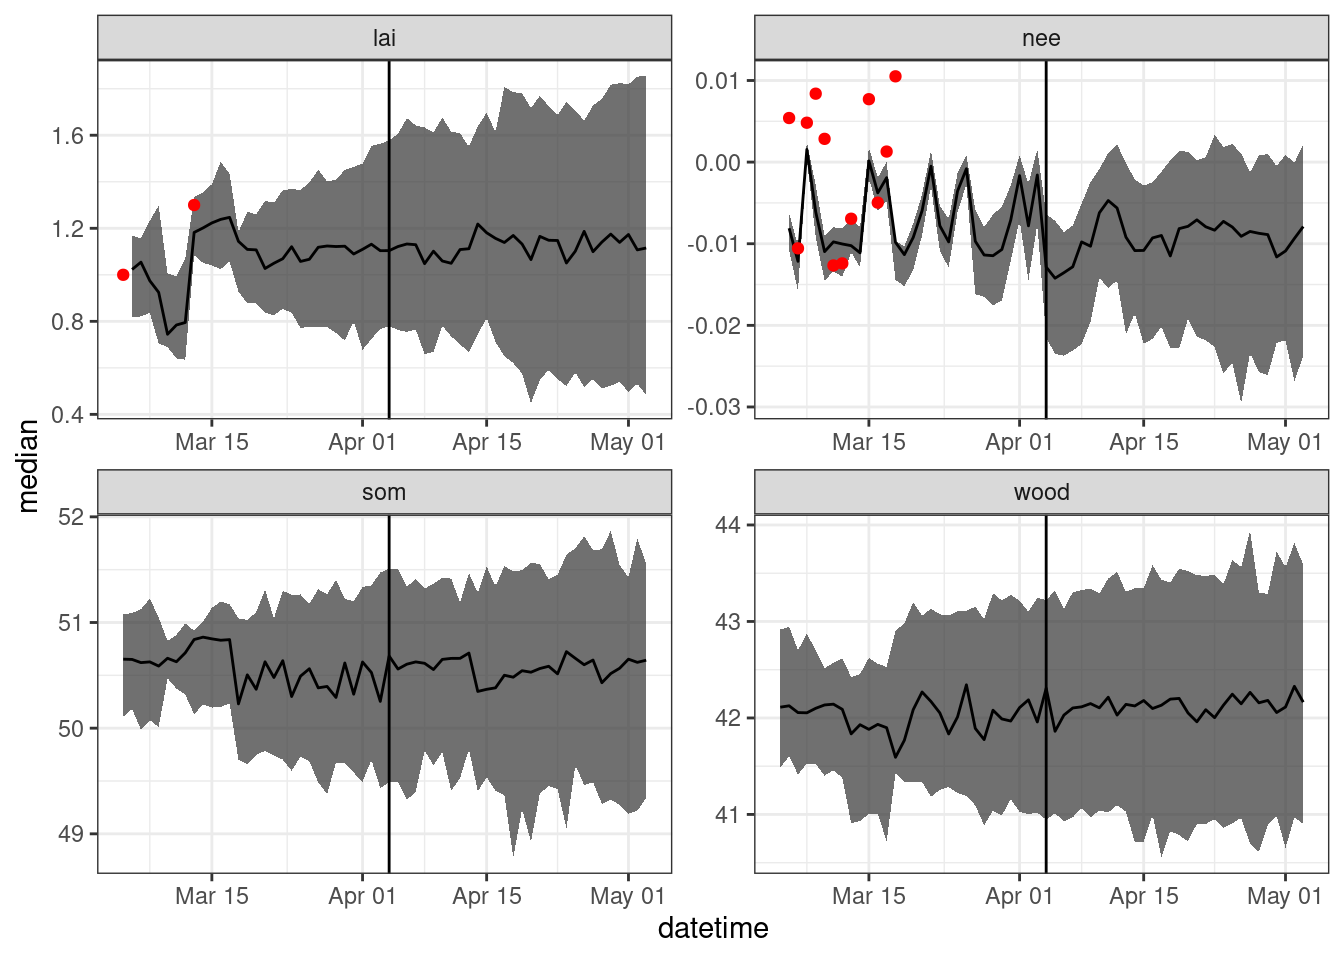 lai
nee
1.6
1.2
0.8
0.4
0.01
0.00
-0.01
-0.02
-0.03
Mar 15 Apr 01 Apr 15 May 01
Mar 15 Apr 01 Apr 15 May 01
median
som
wood
52
51
50
49
44
43
42
41
Mar 15 Apr 01 Apr 15 May 01
Mar 15 Apr 01 Apr 15 May 01
datetime